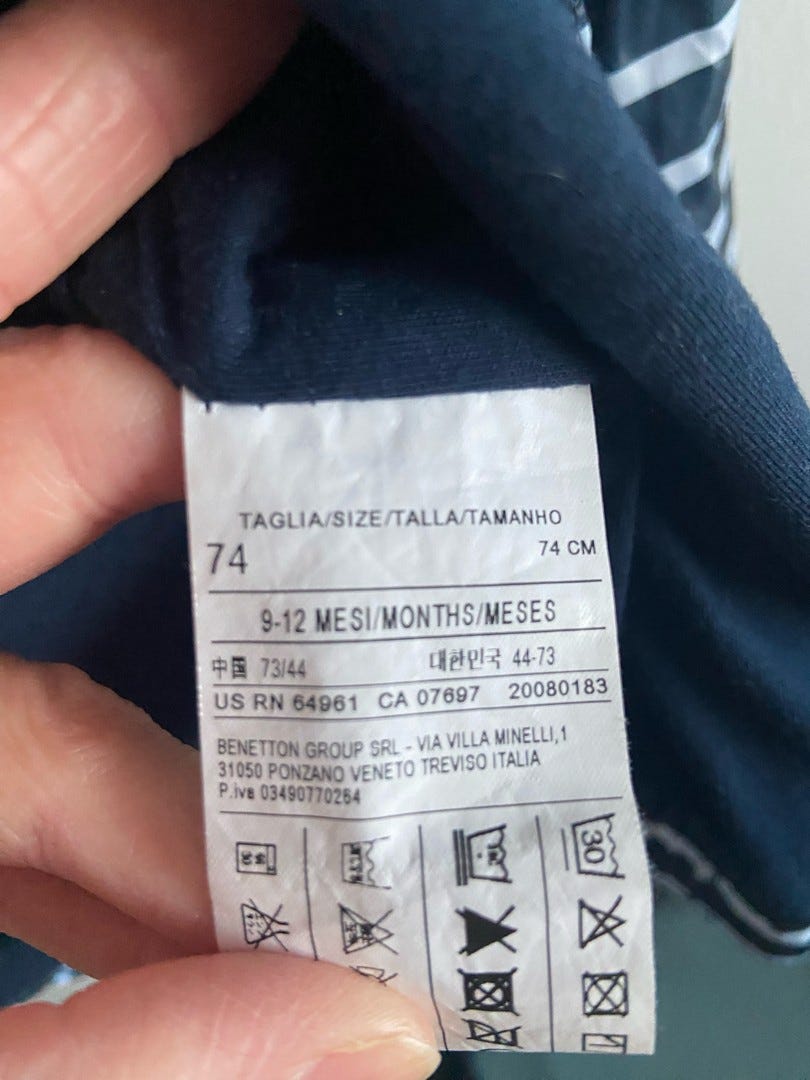 TAGLIA/SIZE/TALLA/TAMANHO
74 74 CM
9-12 MESI/MONTHS/MESES
中国 73/44 대한민국 44-73
US RN 64961 CA 07697 20080183
BENETTON GROUP SRL - VIA VILLA MINELLI,1
31050 PONZANO VENETO TREVISO ITALIA
P.iva 03490770264
30